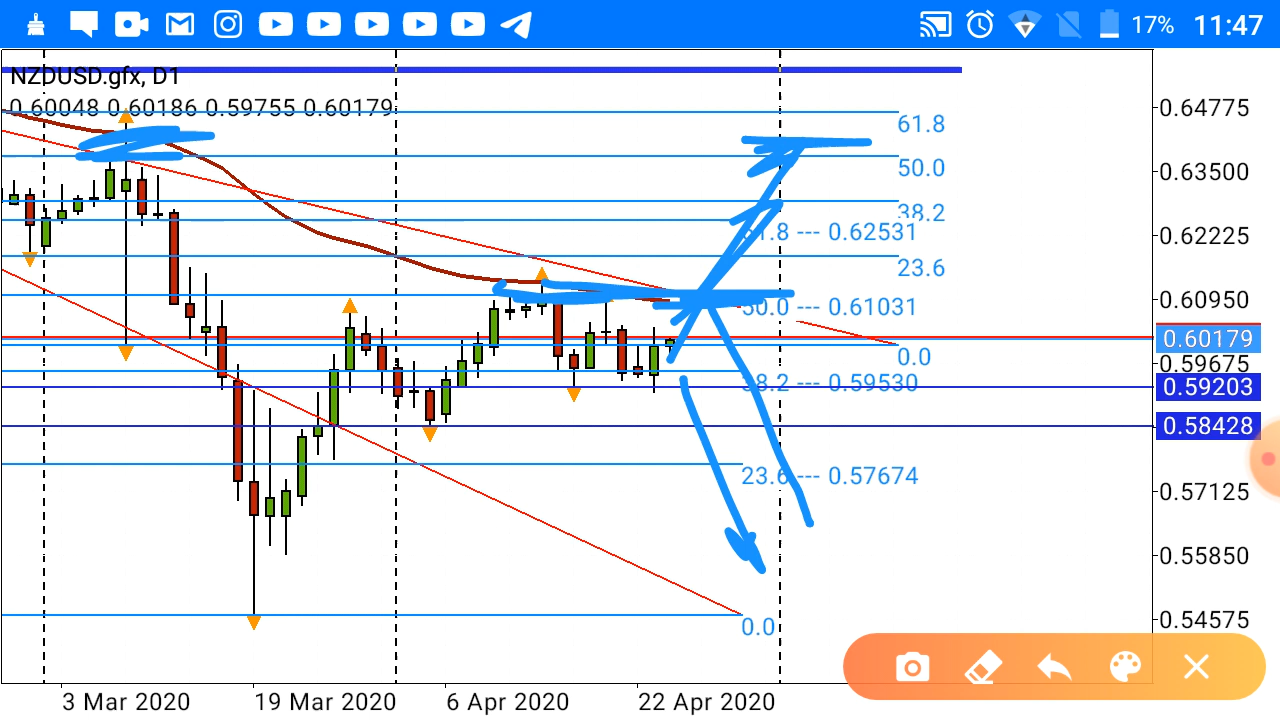 17% 11:47
NZDUSD.gfx, D1
0.60048 0.60186 0.59755 0.60179
61.8
50.0
38.2
61.8 --- 0.62531
23.6
50.0 --- 0.61031
0.0
38.2 --- 0.59530
23.6 --- 0.57674
0.0
0.64775
0.63500
0.62225
0.60950
0.60179
0.59675
0.59203
0.58428
0.57125
0.55850
0.54575
3 Mar 2020 19 Mar 2020 6 Apr 2020 22 Apr 2020